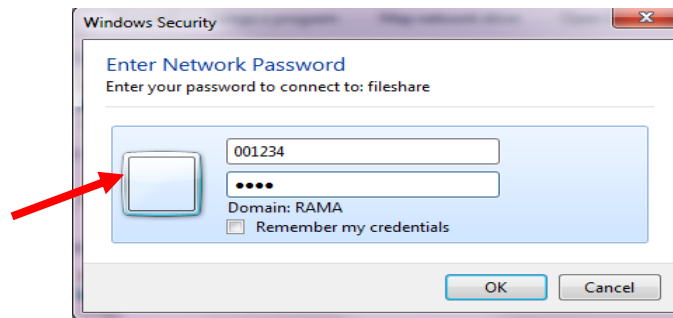 Windows Security
Enter Network Password
Enter your password to connect to: fileshare
001234
●●●●
Domain: RAMA
Remember my credentials
OK
Cancel